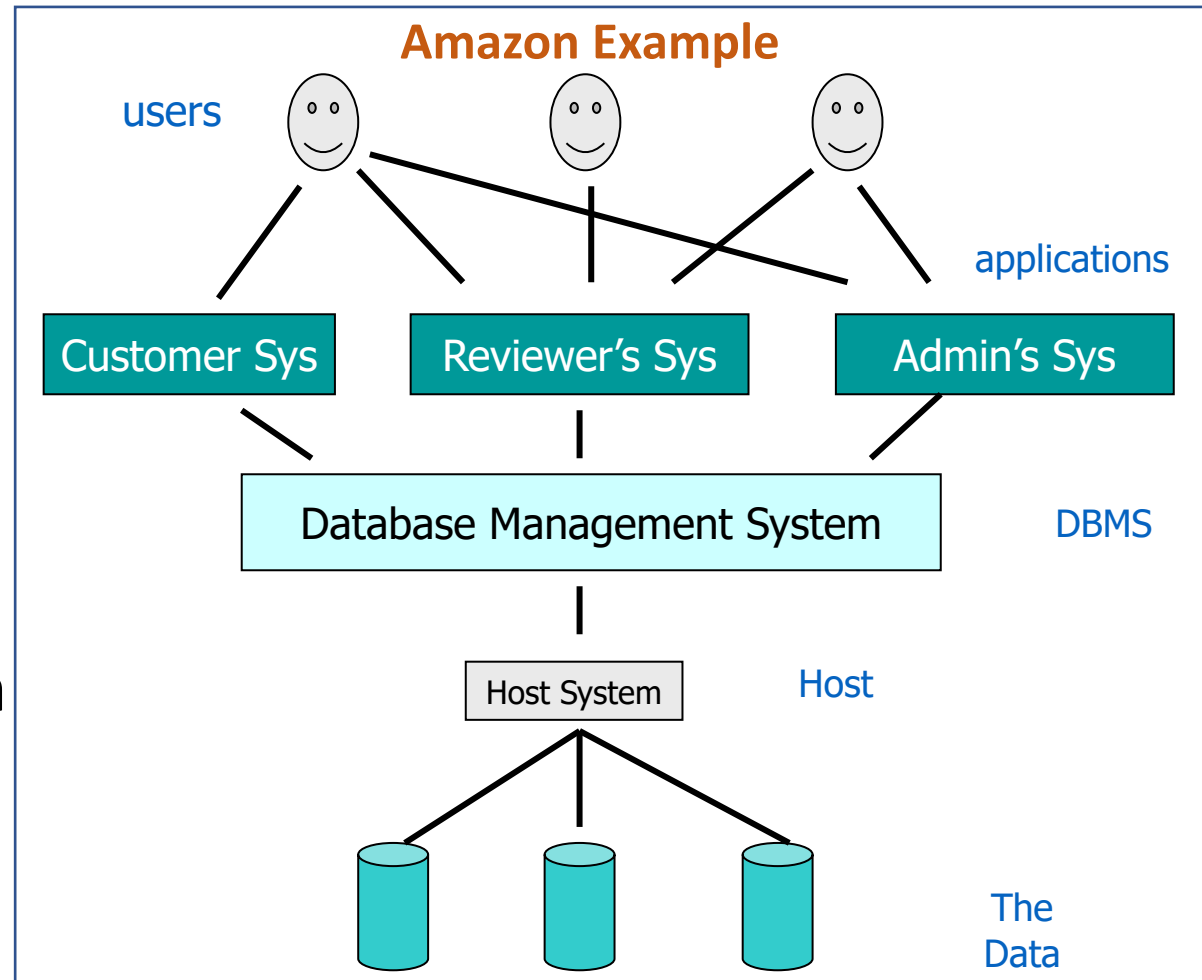 Amazon Example
users
applications
Customer Sys
Reviewer's Sys
Admin's Sys
Database Management System
DBMS
Host System
Host
The
Data